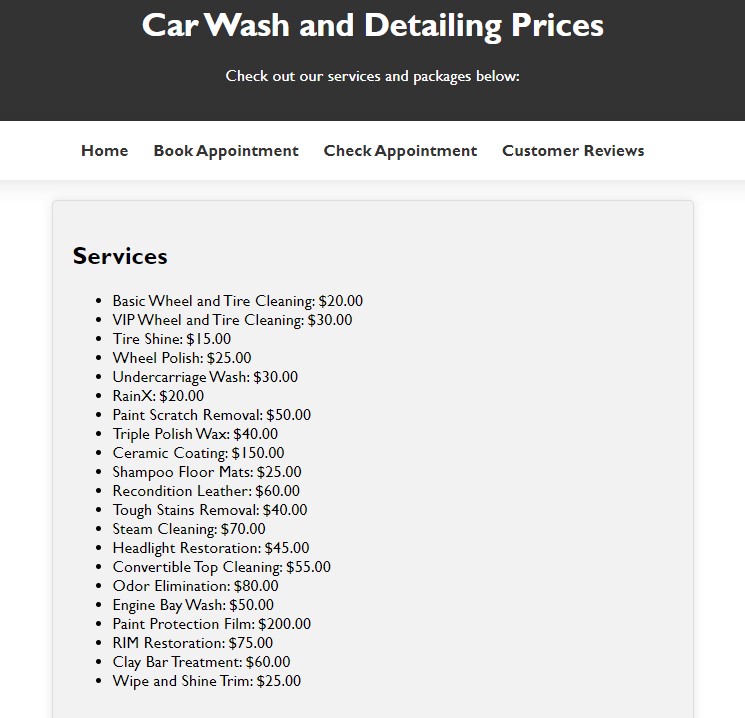 Car Wash and Detailing Prices
Check out our services and packages below:
Home Book Appointment Check Appointment Customer Reviews
Services
• Basic Wheel and Tire Cleaning: $20.00
• VIP Wheel and Tire Cleaning: $30.00
• Tire Shine: $15.00
• Wheel Polish: $25.00
• Undercarriage Wash: $30.00
• RainX: $20.00
• Paint Scratch Removal: $50.00
• Triple Polish Wax: $40.00
• Ceramic Coating: $150.00
• Shampoo Floor Mats: $25.00
• Recondition Leather: $60.00
• Tough Stains Removal: $40.00
• Steam Cleaning: $70.00
• Headlight Restoration: $45.00
• Convertible Top Cleaning: $55.00
• Odor Elimination: $80.00
• Engine Bay Wash: $50.00
• Paint Protection Film: $200.00
• RIM Restoration: $75.00
• Clay Bar Treatment: $60.00
• Wipe and Shine Trim: $25.00